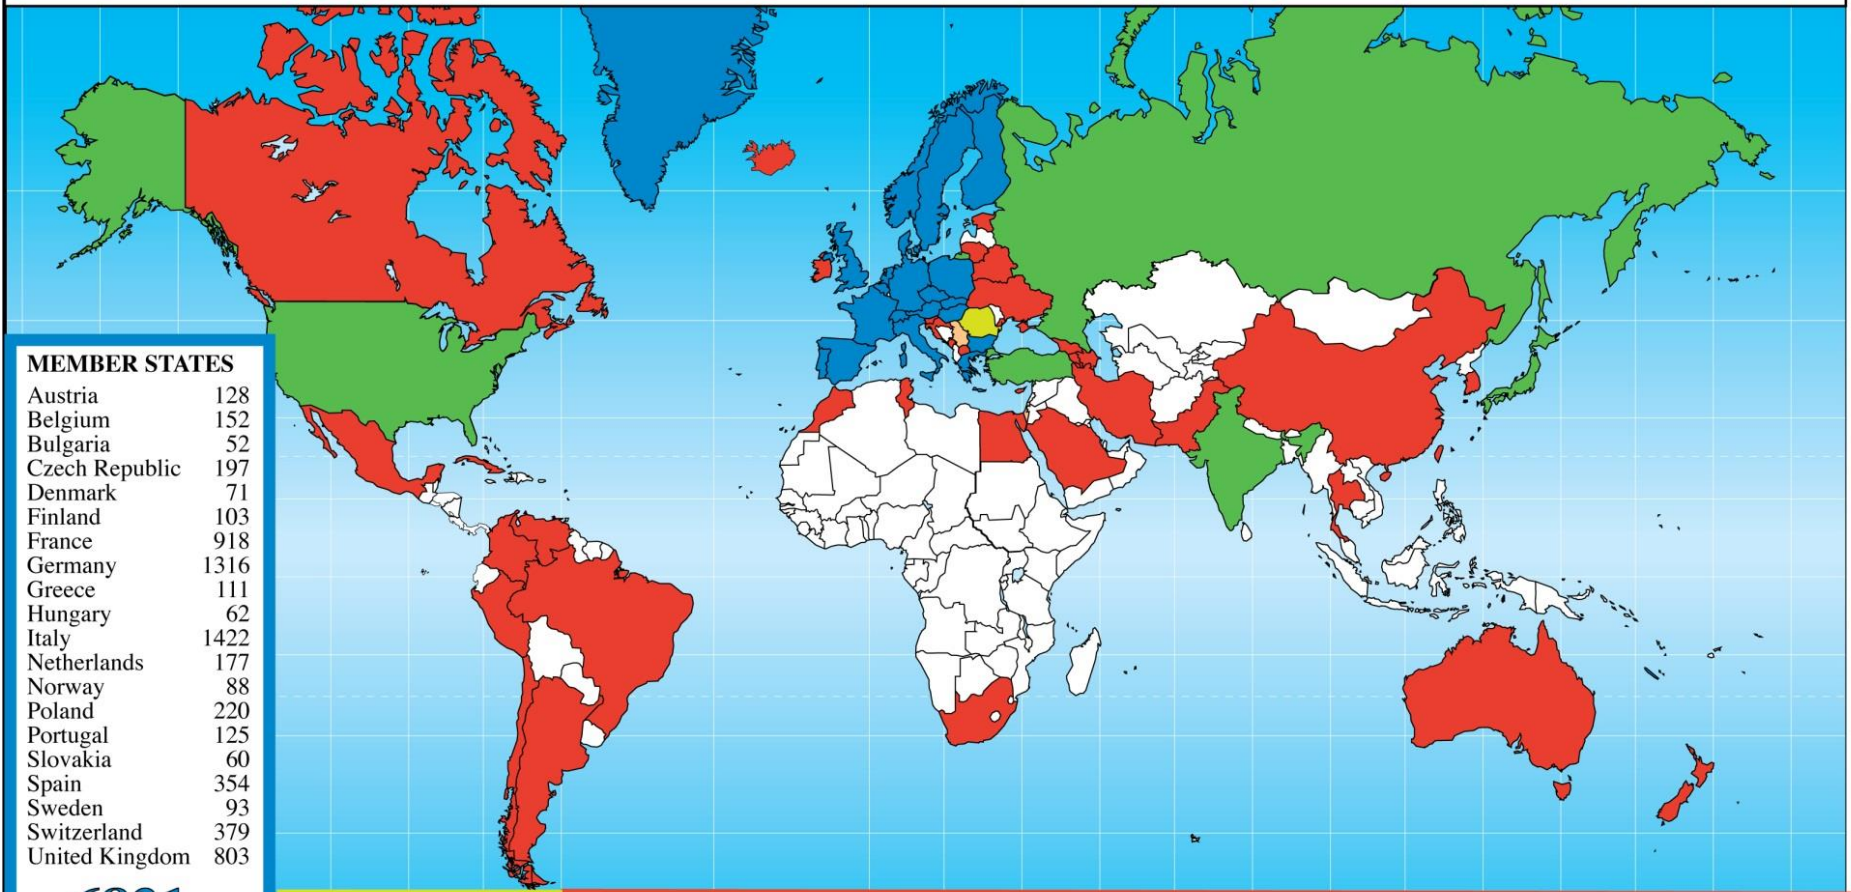 MEMBER STATES
Austria 128
Belgium 152
Bulgaria 52
Czech Republic 197
Denmark 71
Finland 103
France 918
Germany 1316
Greece 111
Hungary 62
Italy 1422
Netherlands 177
Norway 88
Poland 220
Portugal 125
Slovakia 60
Spain 354
Sweden 93
Switzerland 379
United Kingdom 803